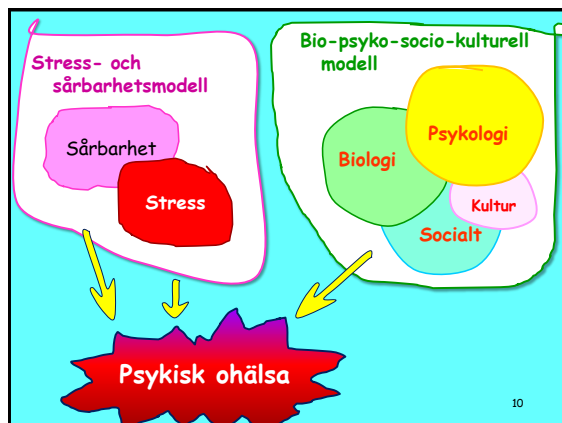 Stress- och
sårbarhetsmodell
Sårbarhet
Stress
Bio-psyko-socio-kulturell
modell
Psykologi
Biologi
Kultur
Socialt
Psykisk ohälsa
10